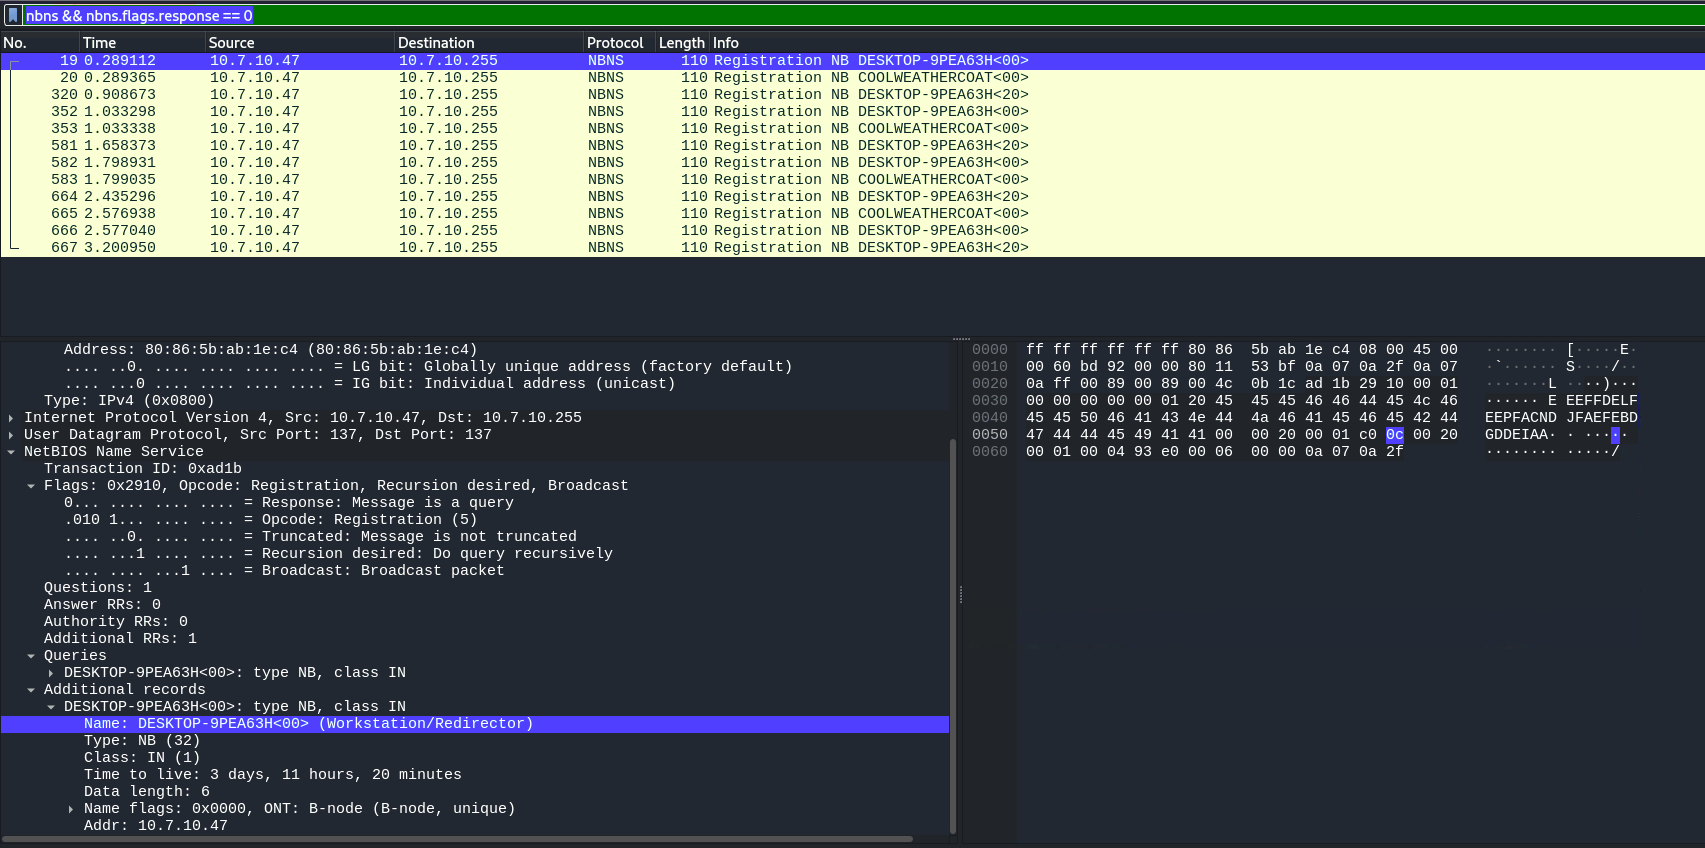 nbns && nbns.flags.response == 0
No. Time Source Destination Protocol Length Info
19 0.289112 10.7.10.47 10.7.10.255 NBNS 110 Registration NB DESKTOP-9PEA63H<00>
20 0.289365 10.7.10.47 10.7.10.255 NBNS 110 Registration NB COOLWEATHERCOAT<00>
320 0.908673 10.7.10.47 10.7.10.255 NBNS 110 Registration NB DESKTOP-9PEA63H<20>
352 1.033298 10.7.10.47 10.7.10.255 NBNS 110 Registration NB DESKTOP-9PEA63H<00>
353 1.033338 10.7.10.47 10.7.10.255 NBNS 110 Registration NB COOLWEATHERCOAT<00>
581 1.658373 10.7.10.47 10.7.10.255 NBNS 110 Registration NB DESKTOP-9PEA63H<20>
582 1.798931 10.7.10.47 10.7.10.255 NBNS 110 Registration NB DESKTOP-9PEA63H<00>
583 1.799035 10.7.10.47 10.7.10.255 NBNS 110 Registration NB COOLWEATHERCOAT<00>
664 2.435296 10.7.10.47 10.7.10.255 NBNS 110 Registration NB DESKTOP-9PEA63H<20>
665 2.576938 10.7.10.47 10.7.10.255 NBNS 110 Registration NB COOLWEATHERCOAT<00>
666 2.577040 10.7.10.47 10.7.10.255 NBNS 110 Registration NB DESKTOP-9PEA63H<00>
667 3.200950 10.7.10.47 10.7.10.255 NBNS 110 Registration NB DESKTOP-9PEA63H<20>
Address: 80:86:5b:ab:1e:c4 (80:86:5b:ab:1e:c4)
.... ..0. .... .... .... .... = LG bit: Globally unique address (factory default)
.... ...0 .... .... .... .... = IG bit: Individual address (unicast)
Type: IPv4 (0x0800)
Internet Protocol Version 4, Src: 10.7.10.47, Dst: 10.7.10.255
User Datagram Protocol, Src Port: 137, Dst Port: 137
NetBIOS Name Service
Transaction ID: 0xad1b
Flags: 0x2910, Opcode: Registration, Recursion desired, Broadcast
0... .... .... .... = Response: Message is a query
.010 1... .... .... = Opcode: Registration (5)
.... ..0. .... .... = Truncated: Message is not truncated
.... ...1 .... .... = Recursion desired: Do query recursively
.... .... ...1 .... = Broadcast: Broadcast packet
Questions: 1
Answer RRs: 0
Authority RRs: 0
Additional RRs: 1
Queries
DESKTOP-9PEA63H<00>: type NB, class IN
Additional records
DESKTOP-9PEA63H<00>: type NB, class IN
Name: DESKTOP-9PEA63H<00> (Workstation/Redirector)
Type: NB (32)
Class: IN (1)
Time to live: 3 days, 11 hours, 20 minutes
Data length: 6
Name flags: 0x0000, ONT: B-node (B-node, unique)
Addr: 10.7.10.47
0000 ff ff ff ff ff ff 80 86 5b ab 1e c4 08 00 45 00 ········ [·····E·
0010 00 60 bd 92 00 00 80 11 53 bf 0a 07 0a 2f 0a 07 ·`······ S····/··
0020 0a ff 00 89 00 89 00 4c 0b 1c ad 1b 29 10 00 01 ·······L ····)···
0030 00 00 00 00 00 01 20 45 45 45 46 46 44 45 4c 46 ······ E EEFFDELF
0040 45 45 50 46 41 43 4e 44 4a 46 41 45 46 45 42 44 EEPFACND JFAEFEBD
0050 47 44 44 45 49 41 41 00 00 20 00 01 c0 0c 00 20 GDDEIAA· · ·····
0060 00 01 00 04 93 e0 00 06 00 00 0a 07 0a 2f ········ ·····/